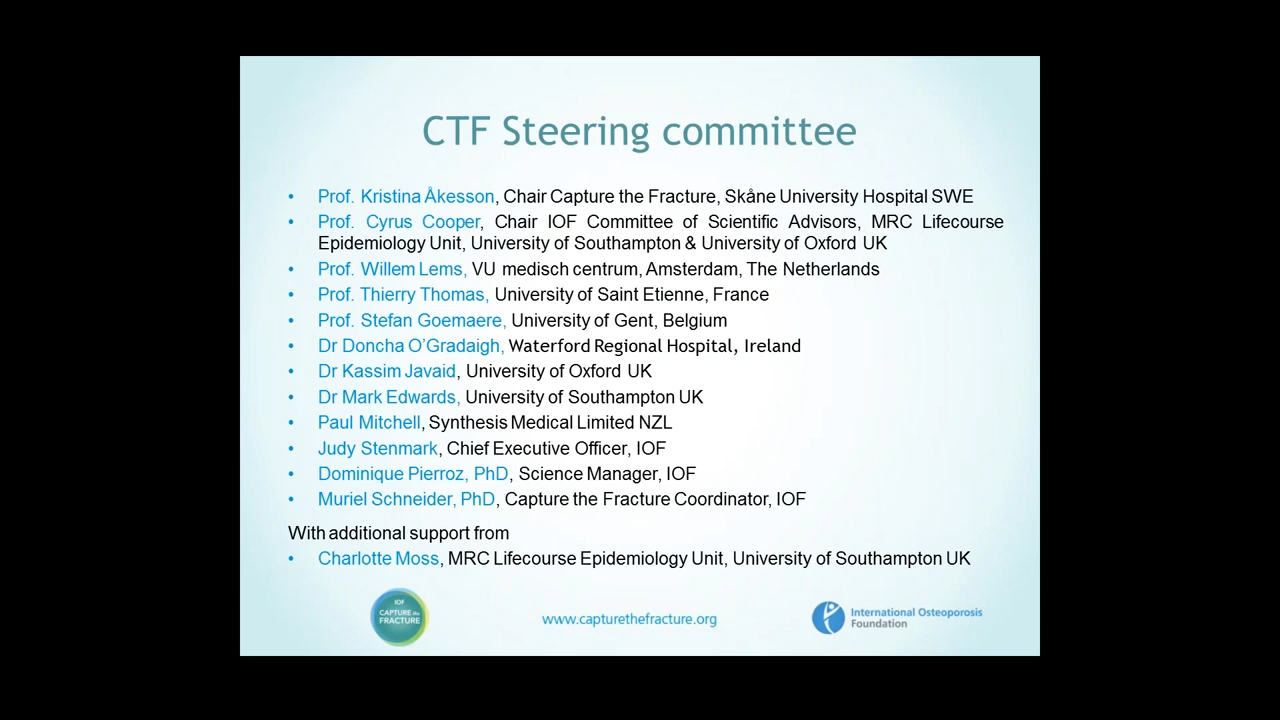 CTF Steering committee
• Prof. Kristina Åkesson, Chair Capture the Fracture, Skåne University Hospital SWE
• Prof. Cyrus Cooper, Chair IOF Committee of Scientific Advisors, MRC Lifecourse
Epidemiology Unit, University of Southampton & University of Oxford UK
• Prof. Willem Lems, VU medisch centrum, Amsterdam, The Netherlands
• Prof. Thierry Thomas, University of Saint Etienne, France
• Prof. Stefan Goemaere, University of Gent, Belgium
• Dr Doncha O’Gradaigh, Waterford Regional Hospital, Ireland
• Dr Kassim Javaid, University of Oxford UK
• Dr Mark Edwards, University of Southampton UK
• Paul Mitchell, Synthesis Medical Limited NZL
• Judy Stenmark, Chief Executive Officer, IOF
• Dominique Pierroz, PhD, Science Manager, IOF
• Muriel Schneider, PhD, Capture the Fracture Coordinator, IOF
With additional support from
• Charlotte Moss, MRC Lifecourse Epidemiology Unit, University of Southampton UK
IOF
CAPTURE the
FRACTURE
www.capturethefracture.org
International Osteoporosis
Foundation